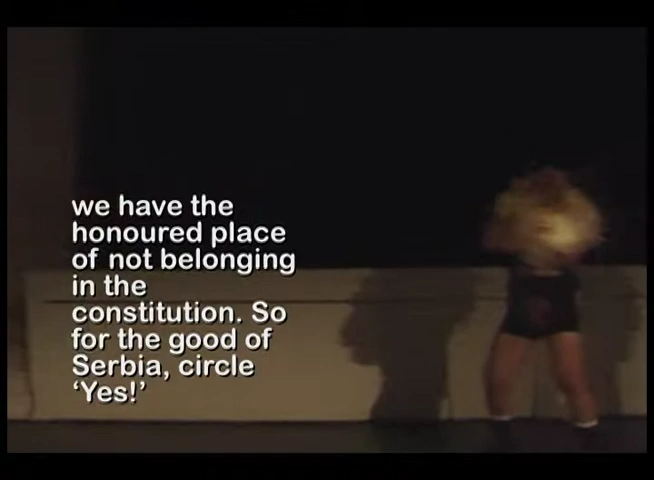 we have the
honoured place
of not belonging
in the
constitution. So
for the good of
Serbia, circle
‘Yes!’